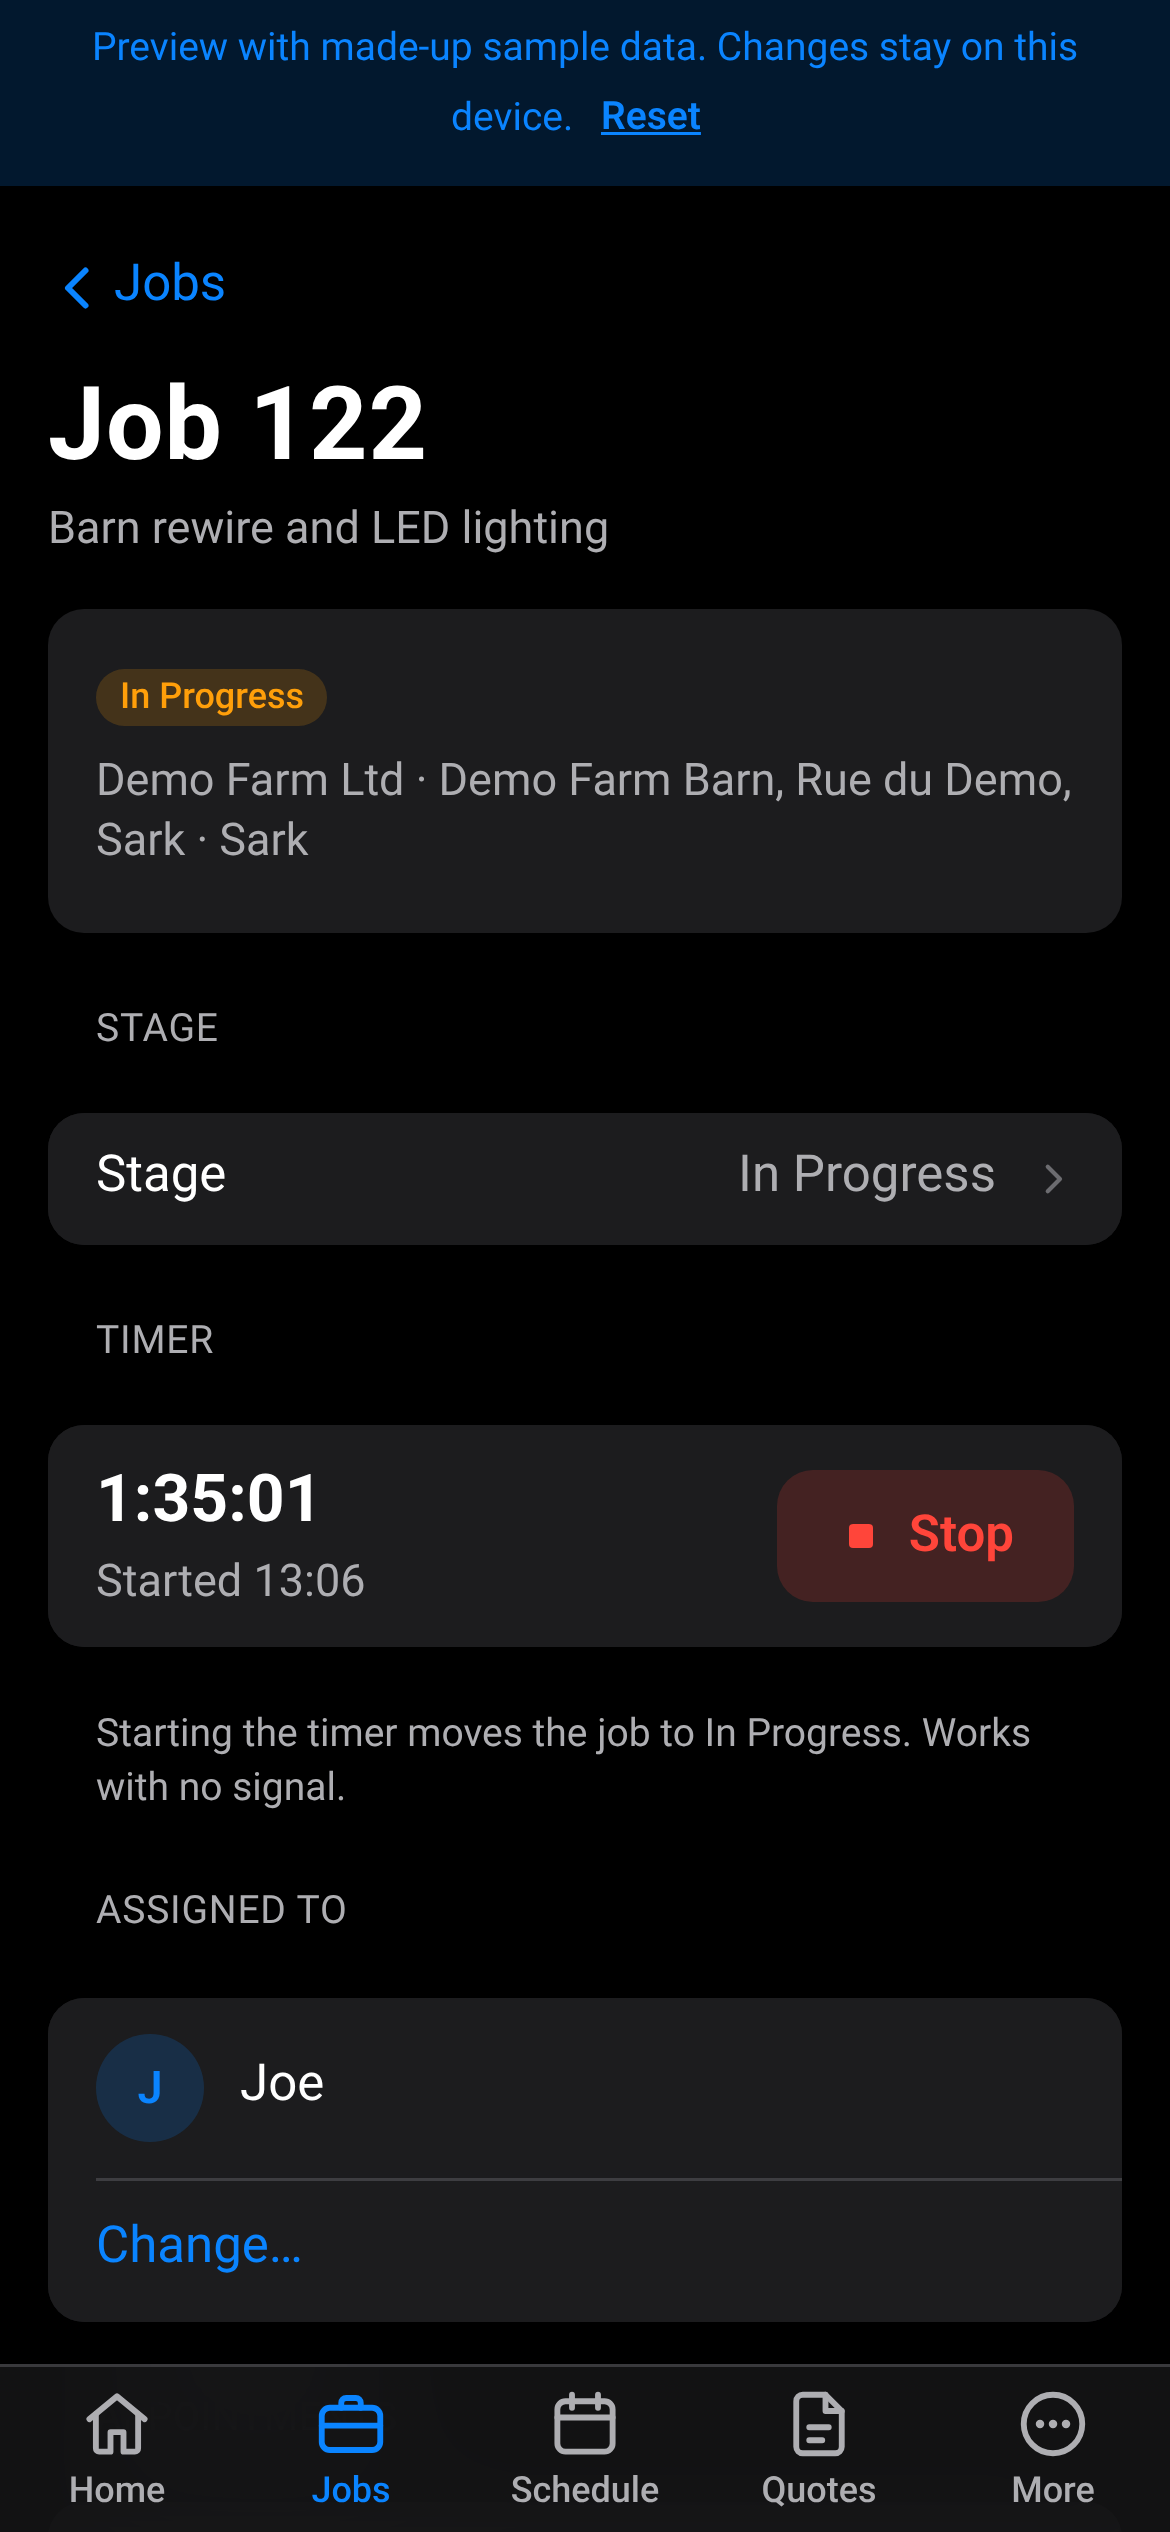 Preview with made-up sample data. Changes stay on this
device. Reset
Jobs
Job 122
Barn rewire and LED lighting
In Progress
Demo Farm Ltd · Demo Farm Barn, Rue du Demo,
Sark · Sark
STAGE
Stage In Progress
TIMER
1:35:01
Stop
Started 13:06
Starting the timer moves the job to In Progress. Works
with no signal.
ASSIGNED TO
J Joe
Change...
Home Jobs Schedule Quotes More